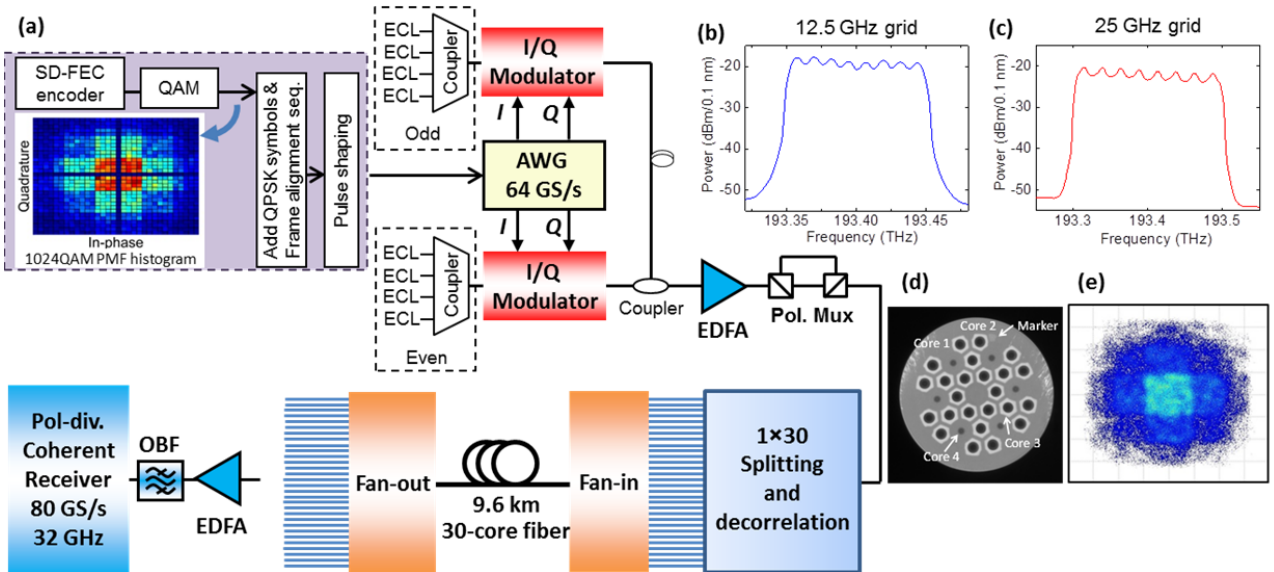 (a)
SD-FEC
encoder
QAM
Add QPSK symbols &
Frame alignment seq.
Pulse shaping
Quadrature
In-phase
1024QAM PMF histogram
ECL
ECL
ECL
ECL
Coupler
Odd
I/Q
Modulator
I
Q
AWG
64 GS/s
I
Q
ECL
ECL
ECL
ECL
Coupler
Even
I/Q
Modulator
Coupler
EDFA
Pol. Mux
(b)
12.5 GHz grid
Power (dBm/0.1 nm)
-20
-30
-40
-50
193.35
193.40
193.45
Frequency (THz)
(c)
25 GHz grid
Power (dBm/0.1 nm)
-20
-30
-40
-50
193.3
193.4
193.5
Frequency (THz)
(d)
Core 2
Marker
Core 1
Core 3
Core 4
(e)
Pol-div.
Coherent
Receiver
80 GS/s
32 GHz
OBF
EDFA
Fan-out
9.6 km
30-core fiber
Fan-in
1×30
Splitting
and
decorrelation